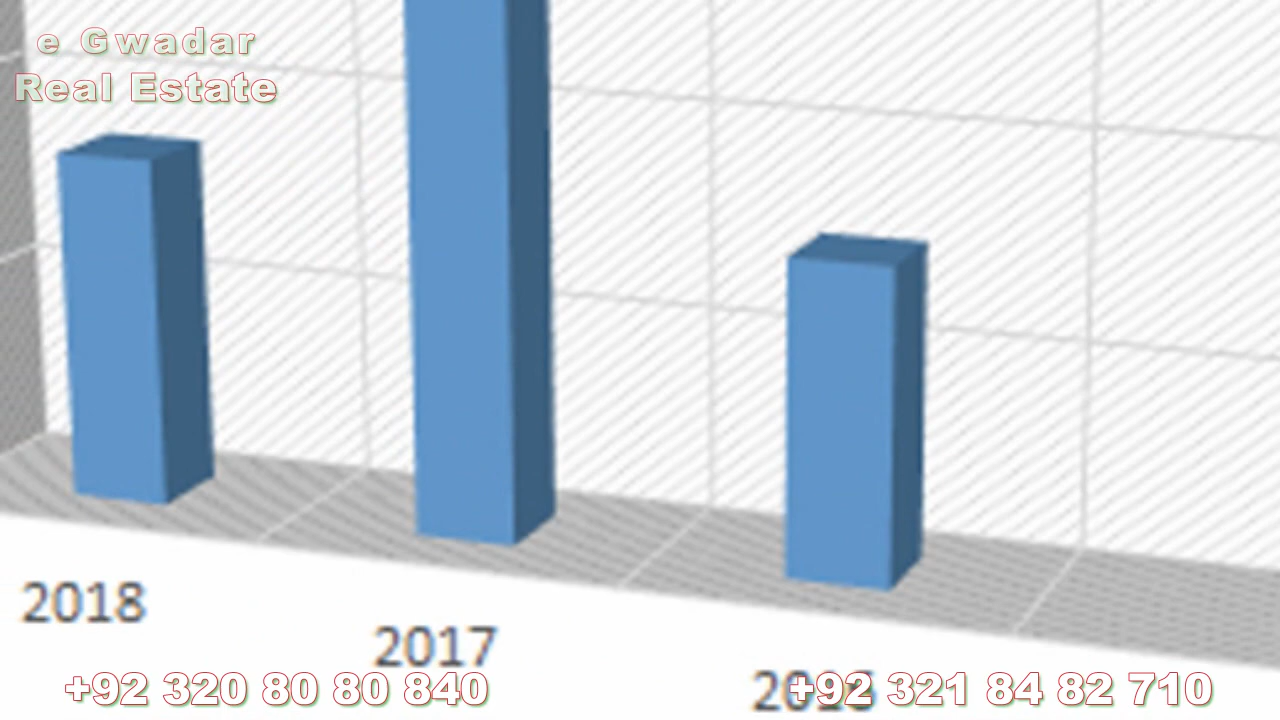 e Gwadar
Real Estate
2018
2017
+92 320 80 80 840
+92 321 84 82 710